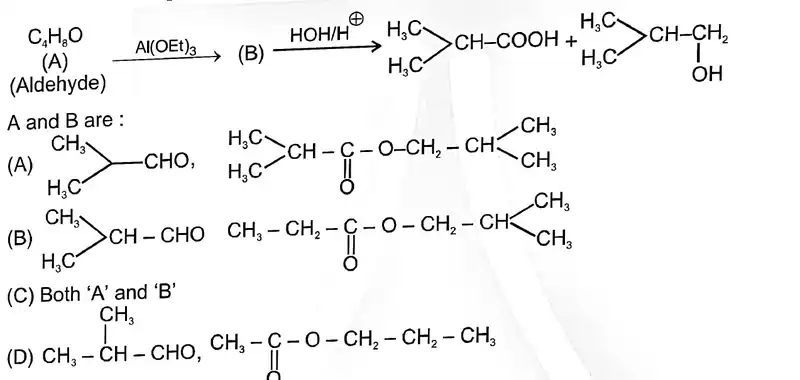 C₄H₈O
(A)
(Aldehyde)
Al(OEt)₃
(B)
HOH/H⊕
H₃C
H₃C
CH–COOH +
H₃C
H₃C
CH–CH₂
OH
A and B are :
(A) CH₃
H₃C
CHO,
H₃C
H₃C
CH – C – O–CH₂ – CH
O
CH₃
CH₃
(B) CH₃
H₃C
CH – CHO
CH₃ – CH₂ – C – O – CH₂ – CH
O
CH₃
CH₃
(C) Both ‘A’ and ‘B’
CH₃
(D) CH₃ – CH – CHO, CH₃ – C – O – CH₂ – CH₂ – CH₃
O